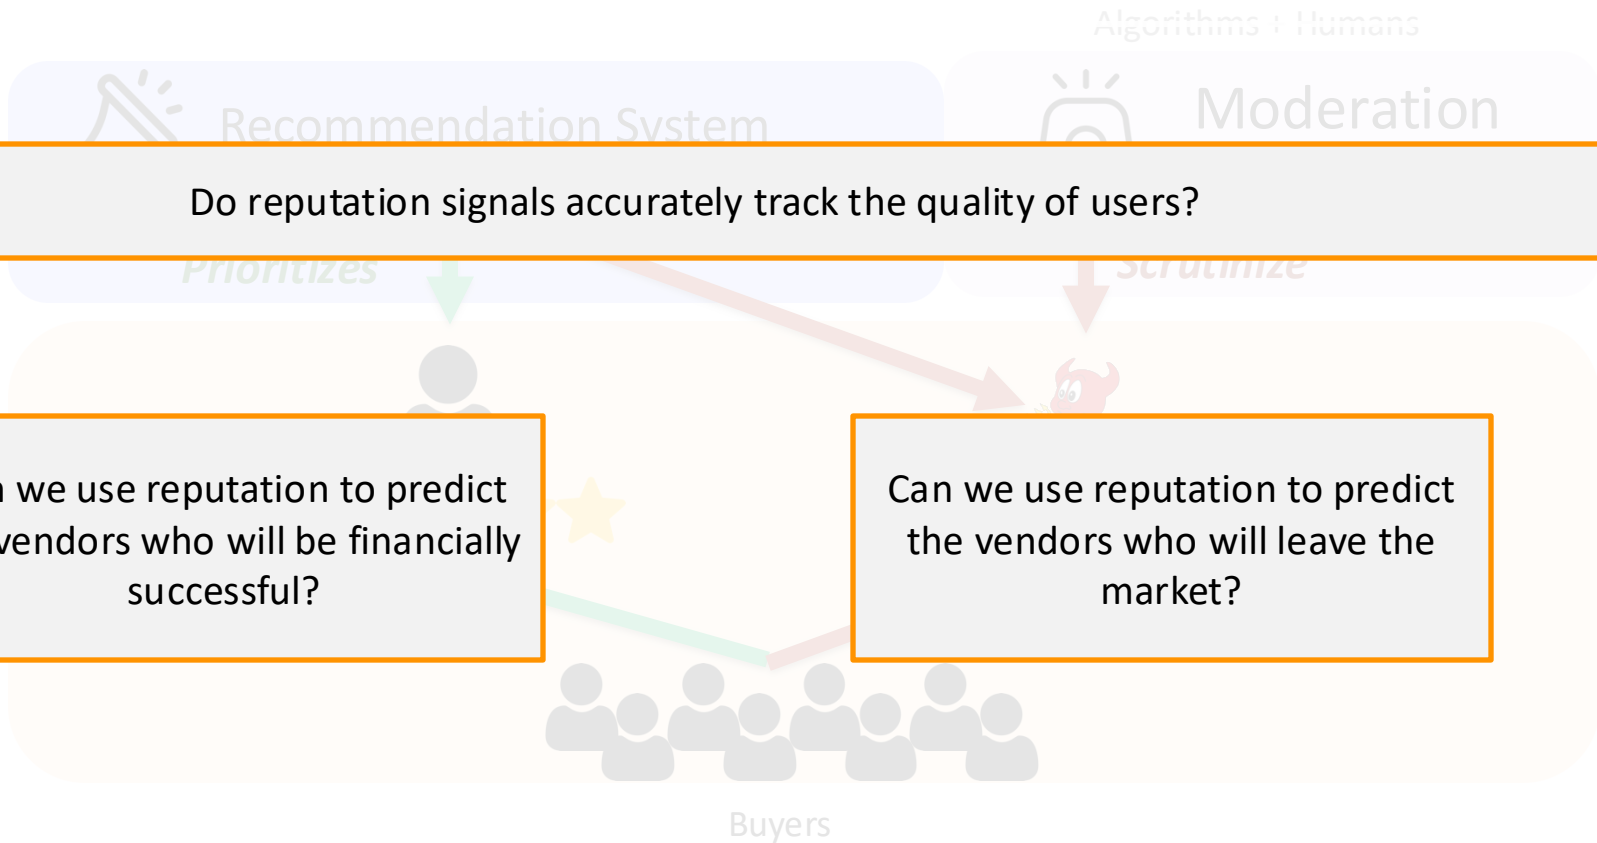 Algorithms + Humans
Recommendation System
Moderation
Do reputation signals accurately track the quality of users?
Prioritizes
Scrutinize
we use reputation to predict
vendors who will be financially
successful?
Can we use reputation to predict
the vendors who will leave the
market?
Buyers